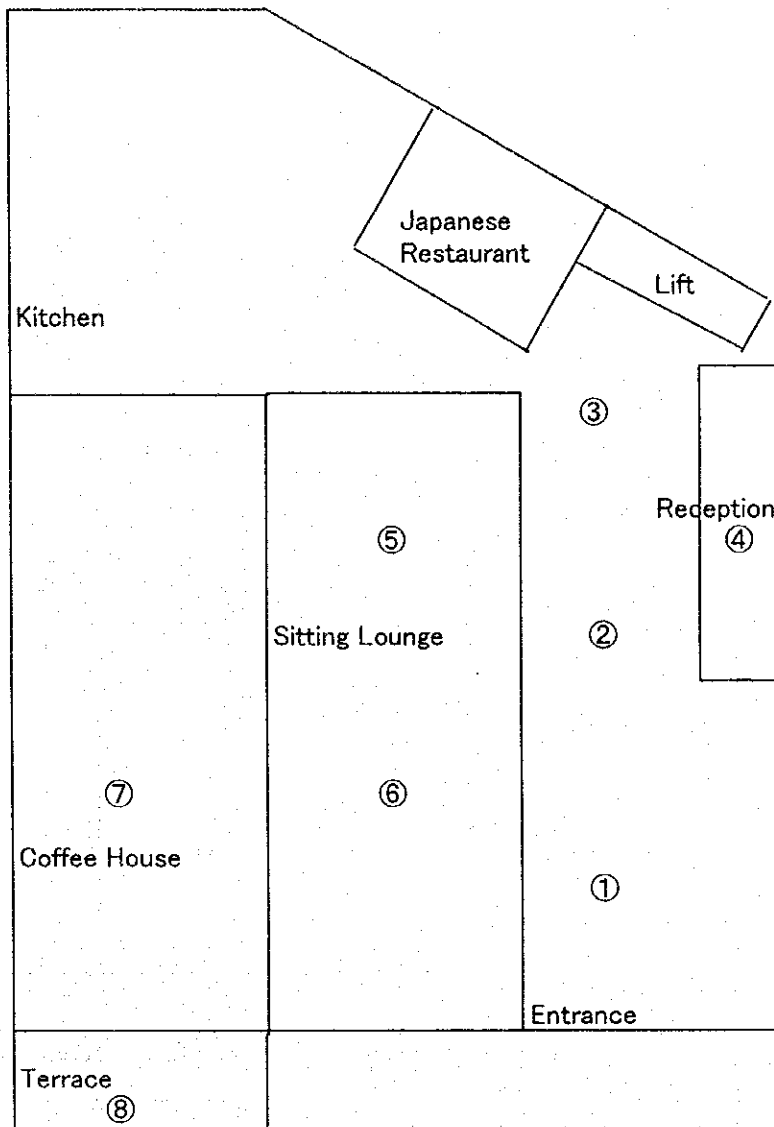 Japanese
Restaurant
Lift
Kitchen
③
Reception
④
⑤
②
Sitting Lounge
⑦
⑥
Coffee House
①
Entrance
Terrace
⑧